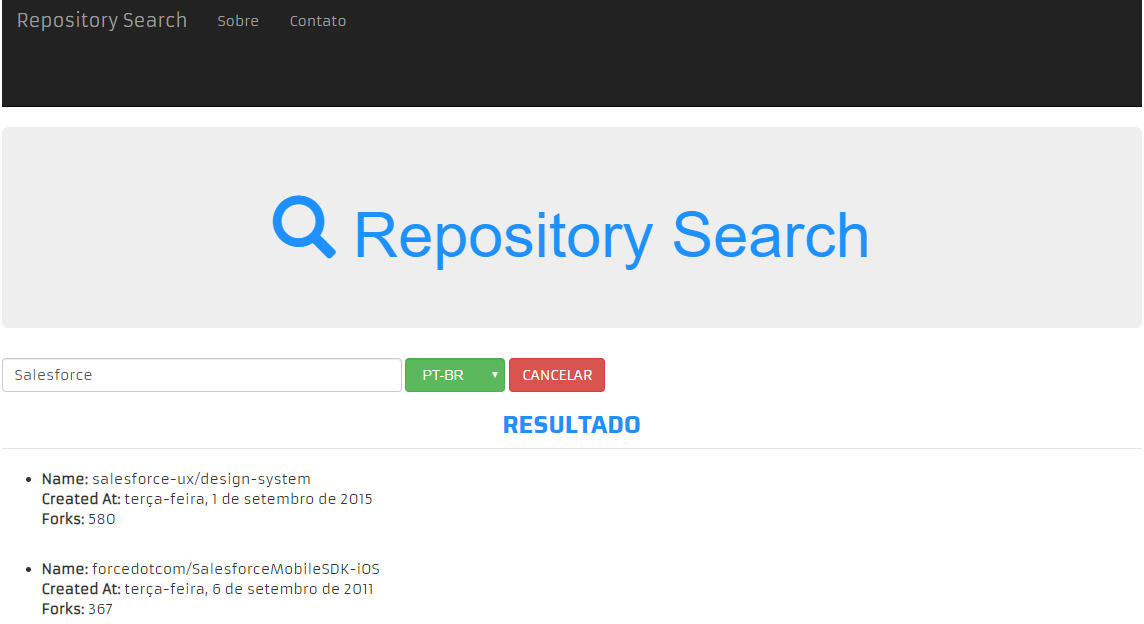 Repository Search Sobre Contato
Repository Search
Salesforce PT-BR CANCELAR
RESULTADO
Name: salesforce-ux/design-system
Created At: terça-feira, 1 de setembro de 2015
Forks: 580
Name: forcedotcom/SalesforceMobileSDK-iOS
Created At: terça-feira, 6 de setembro de 2011
Forks: 367